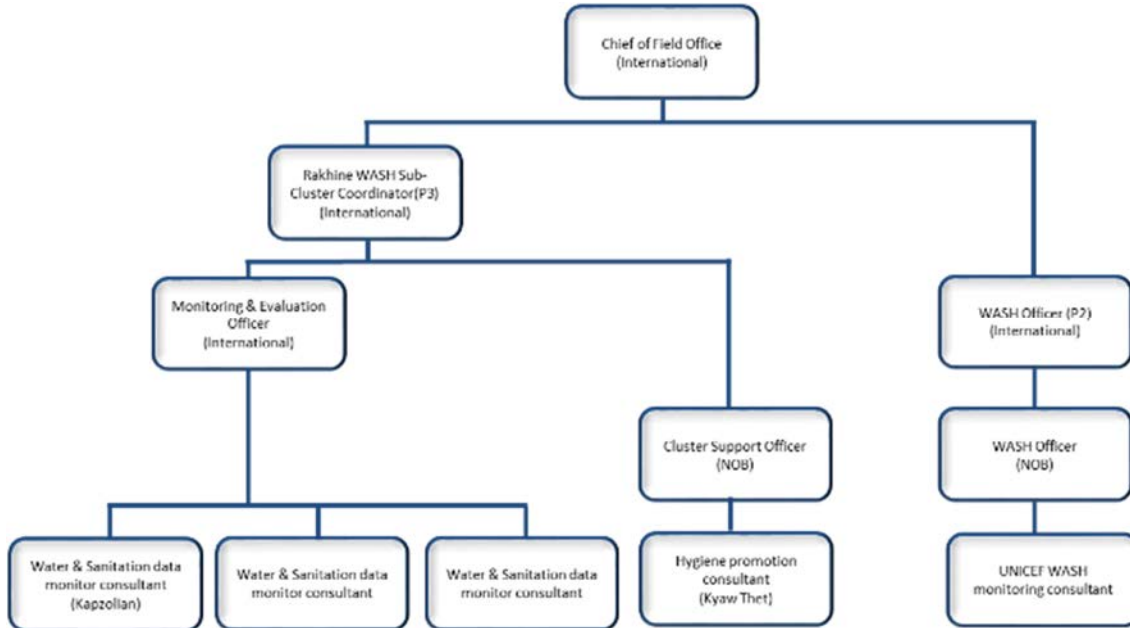 Chief of Field Office
(International)
Rakhine WASH Sub-
Cluster Coordinator(P3)
(International)
Monitoring & Evaluation
Officer
(International)
WASH Officer (P2)
(International)
Cluster Support Officer
(NOB)
WASH Officer
(NOB)
Water & Sanitation data
monitor consultant
(Kapzolian)
Water & Sanitation data
monitor consultant
Water & Sanitation data
monitor consultant
Hygiene promotion
consultant
(Kyaw Thet)
UNICEF WASH
monitoring consultant